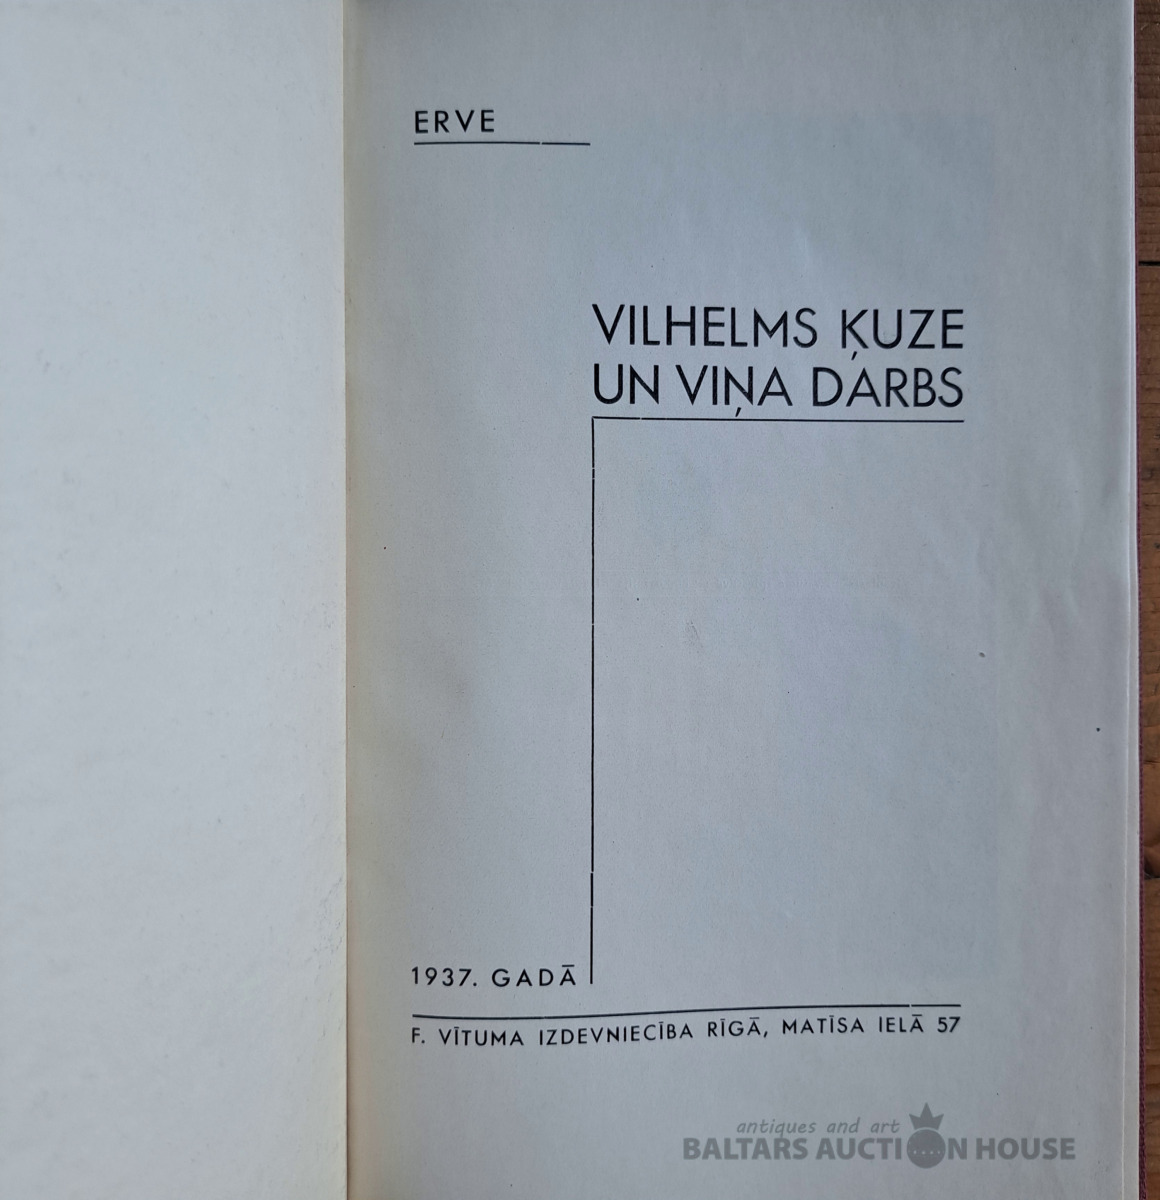 ERVE
VILHELMS ĶUZE
UN VIŅA DARBS
1937. GADĀ
F. VĪTUMA IZDEVNIECĪBA RĪGĀ, MATĪSA IELĀ 57
antiques and art
BALTARS AUCTION HOUSE